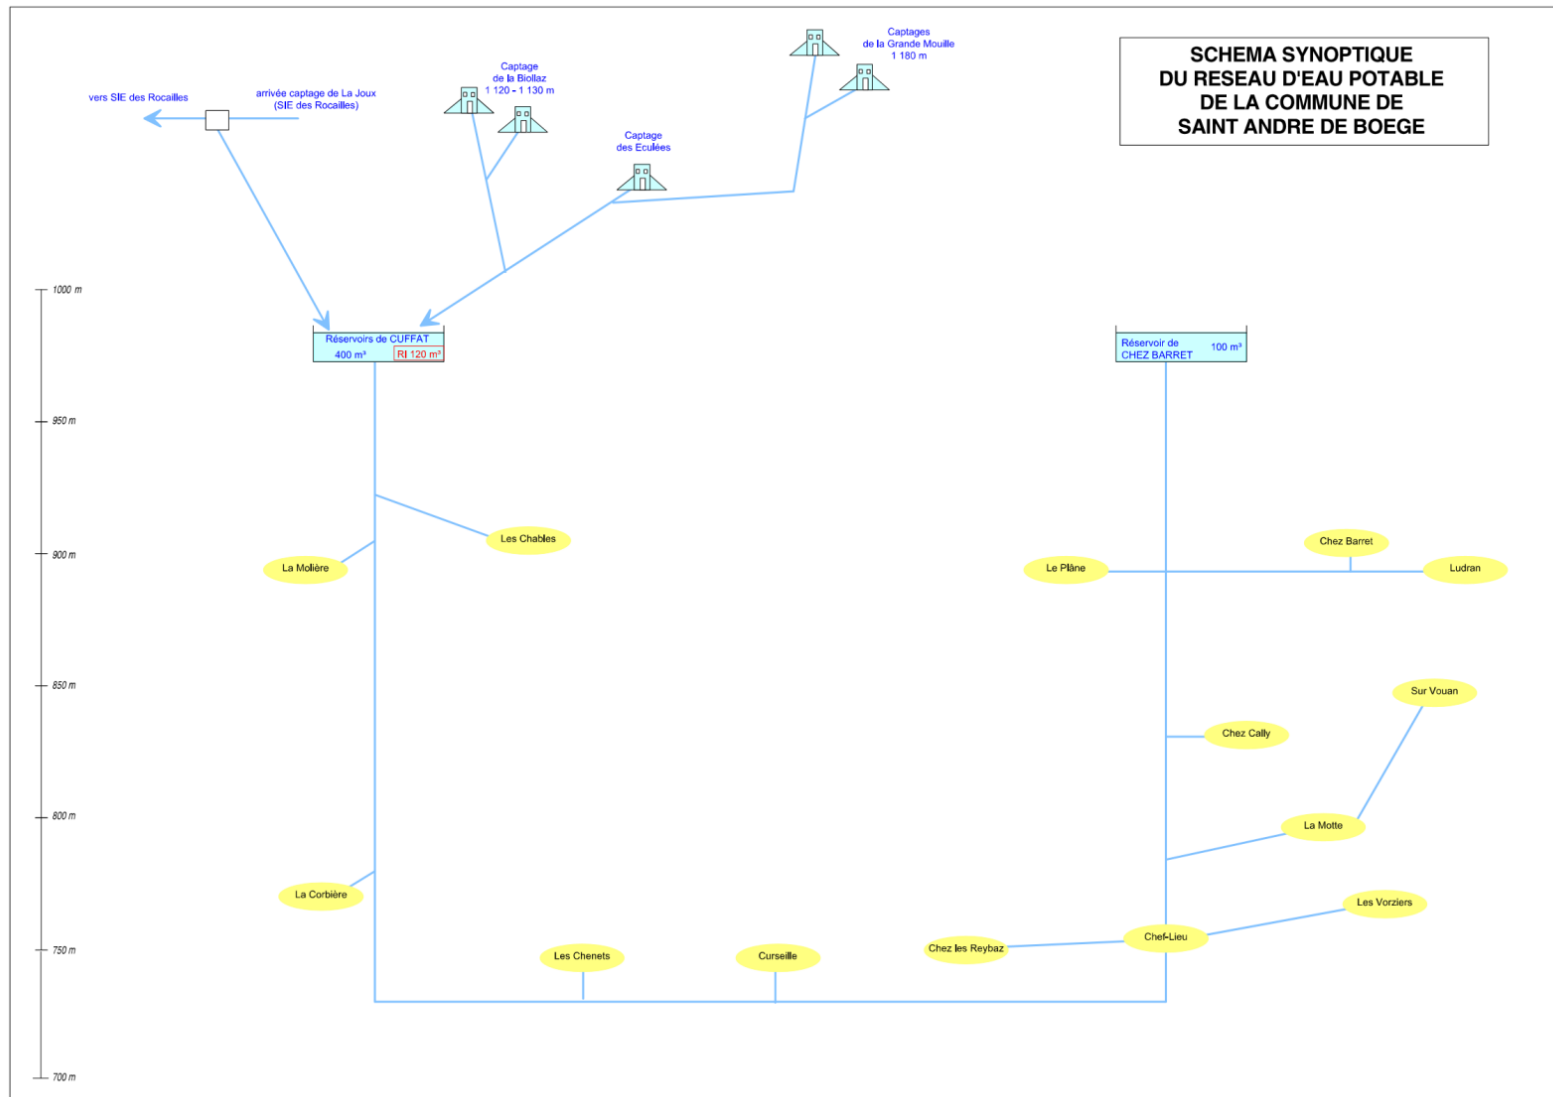 SCHEMA SYNOPTIQUE
DU RESEAU D'EAU POTABLE
DE LA COMMUNE DE
SAINT ANDRE DE BOEGE
Captages
de la Grande Mouille
1 180 m
Captage
de la Biollaz
1 120 - 1 130 m
vers SIE des Rocailles
arrivée captage de La Joux
(SIE des Rocailles)
Captage
des Eculées
1000 m
Réservoirs de CUFFAT
400 m³
RI 120 m³
Réservoir de
CHEZ BARRET
100 m³
950 m
900 m
Les Chables
La Molière
Chez Barret
Le Plâne
Ludran
850 m
Sur Vouan
Chez Cally
800 m
La Motte
La Corbière
Les Vorziers
750 m
Chef-Lieu
Chez les Reybaz
Les Chenets
Curseille
700 m